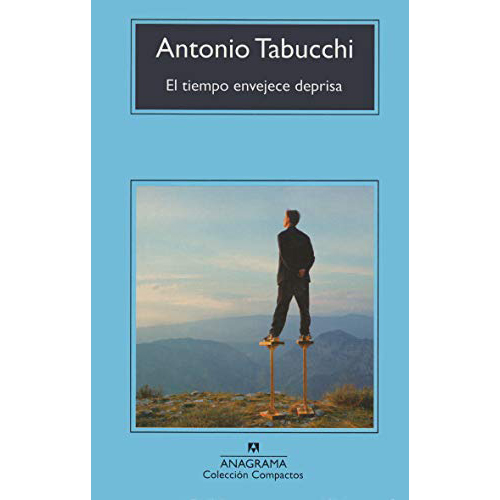 Antonio Tabucchi
El tiempo envejece deprisa
ANAGRAMA
Colección Compactos